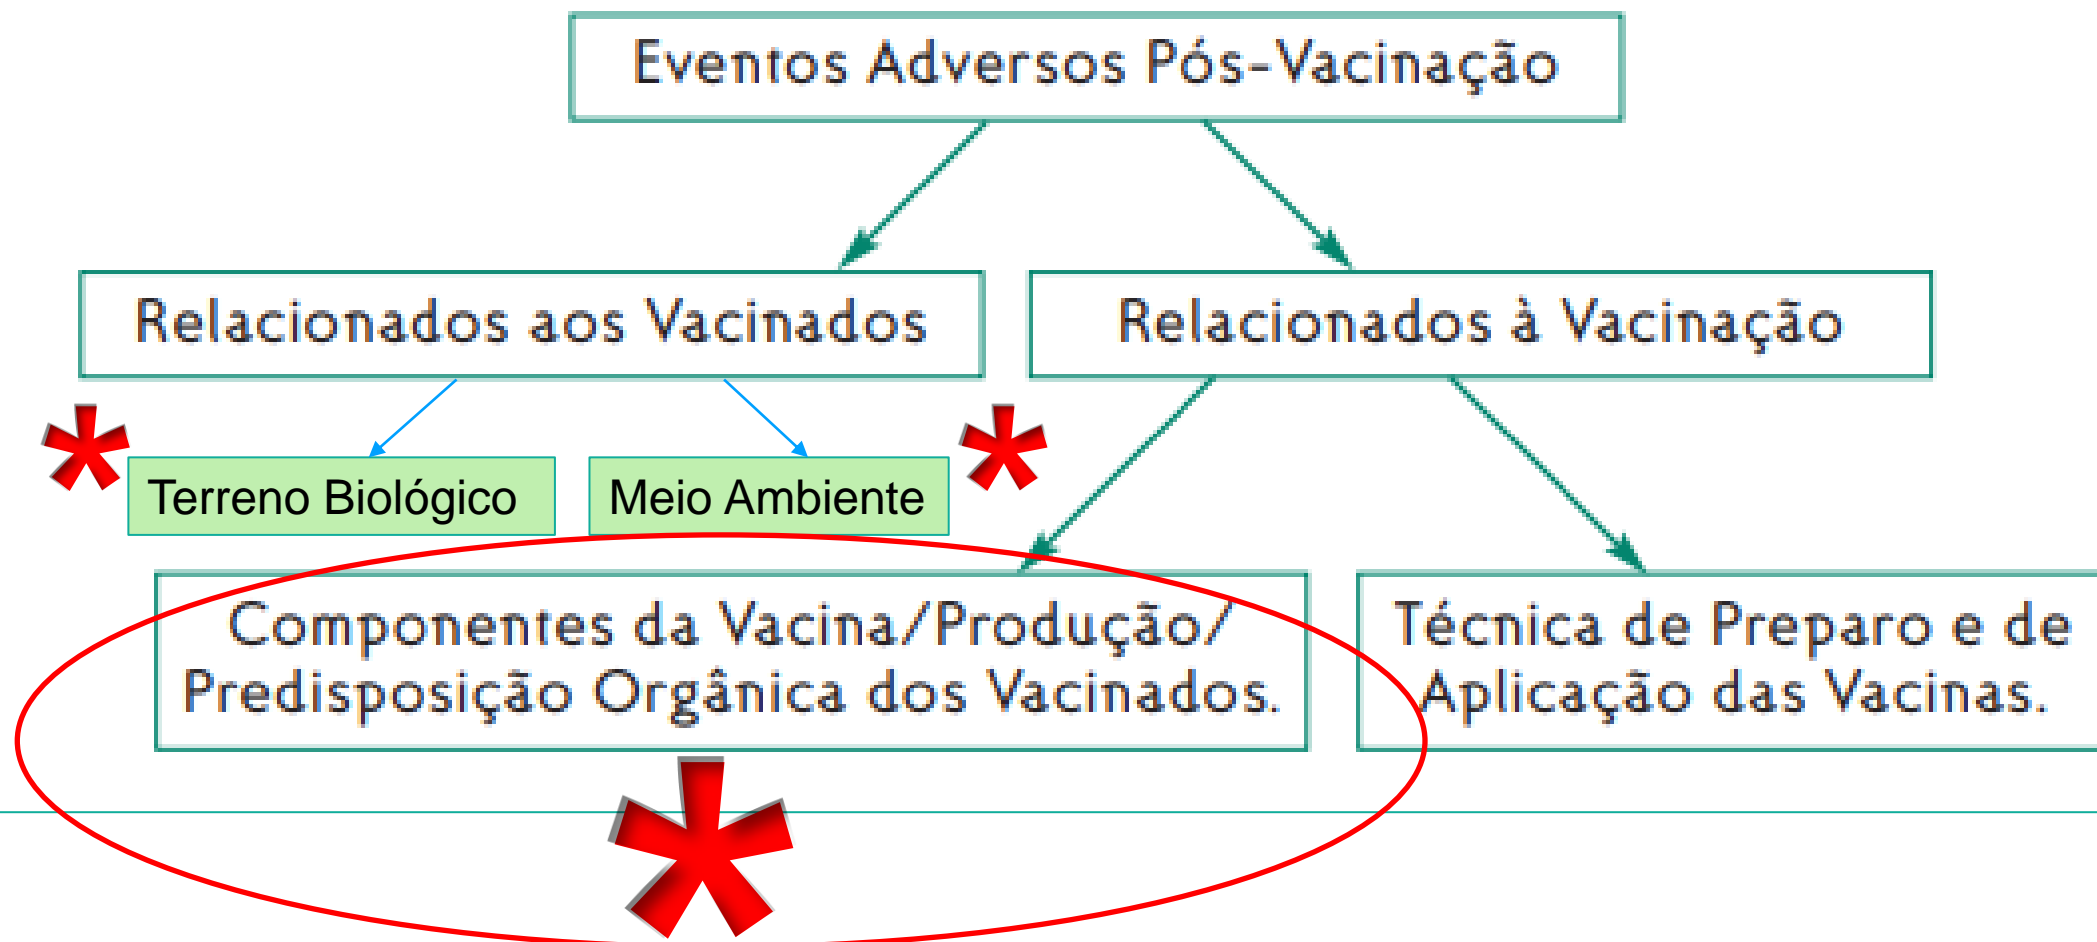 Eventos Adversos Pós-Vacinação
Relacionados aos Vacinados
Relacionados à Vacinação
Terreno Biológico
Meio Ambiente
Componentes da Vacina/Produção/
Predisposição Orgânica dos Vacinados.
Técnica de Preparo e de
Aplicação das Vacinas.